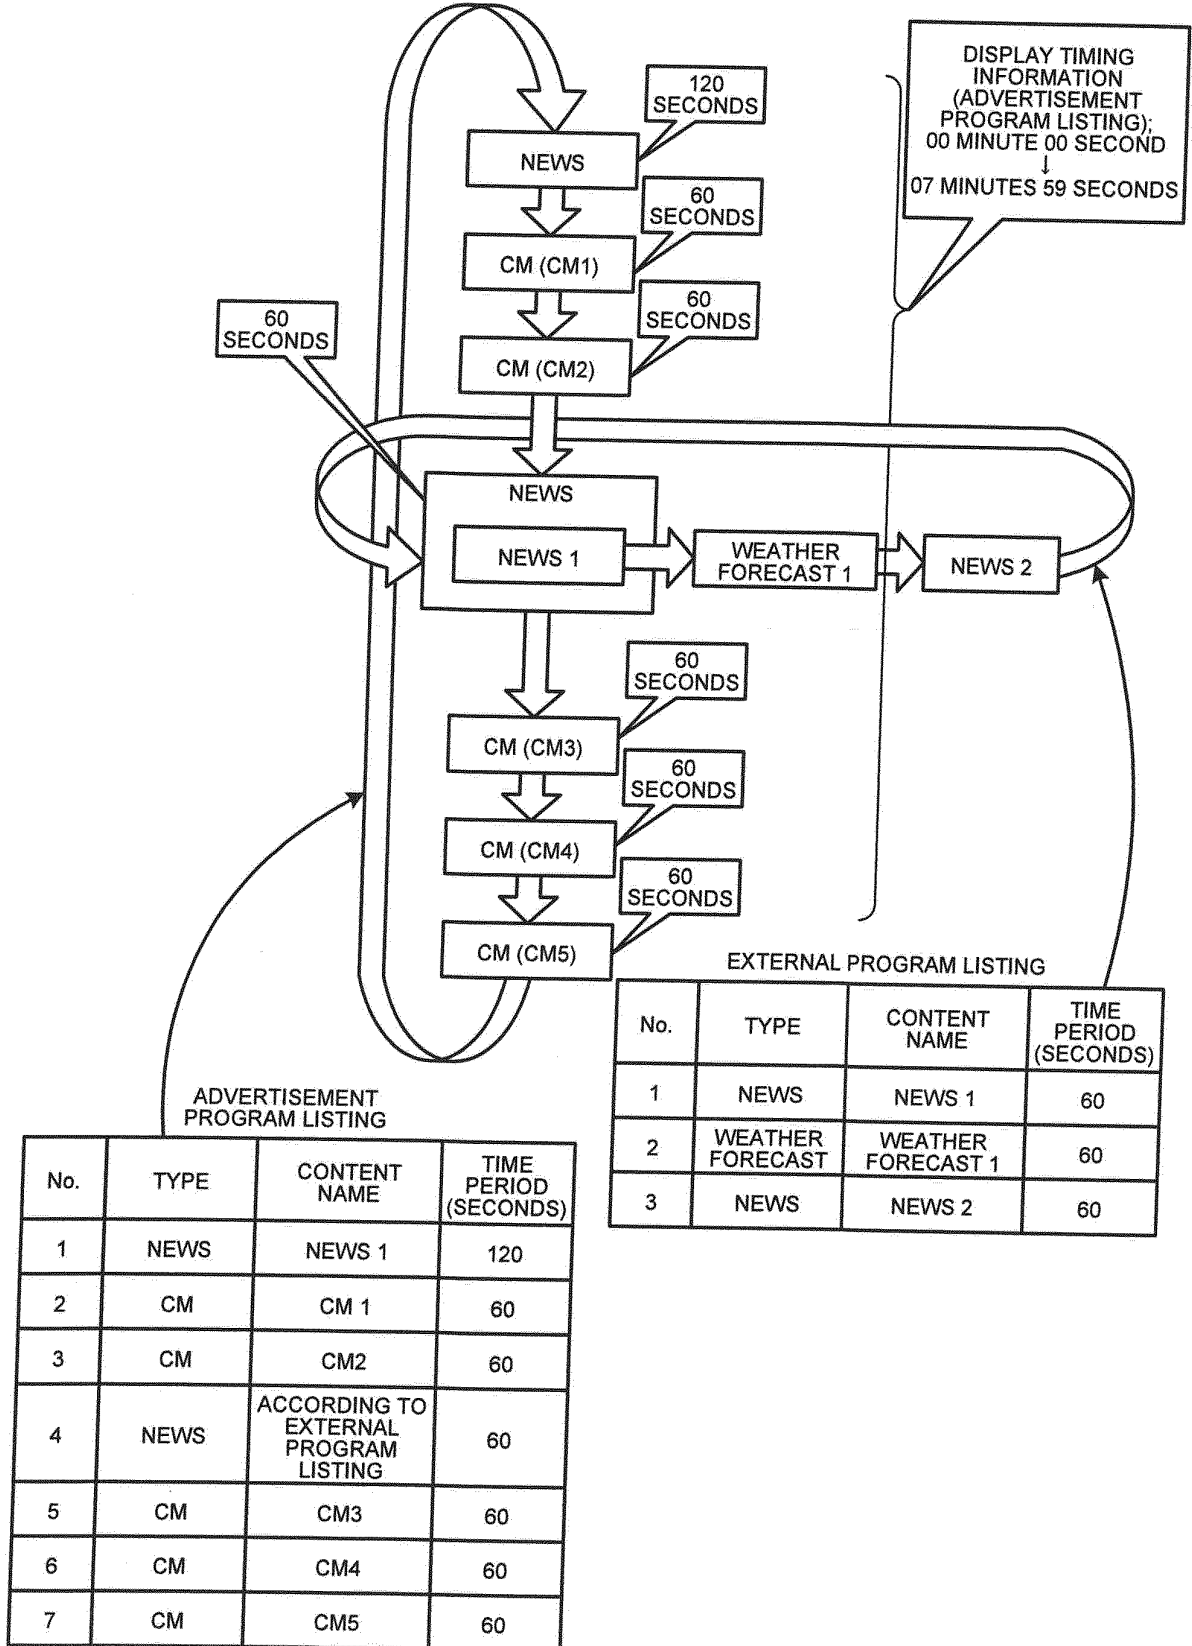 DISPLAY TIMING
INFORMATION
(ADVERTISEMENT
PROGRAM LISTING);
00 MINUTE 00 SECOND
↓
07 MINUTES 59 SECONDS
120
SECONDS
NEWS
60
SECONDS
CM (CM1)
60
SECONDS
CM (CM2)
60
SECONDS
NEWS
NEWS 1
WEATHER
FORECAST 1
NEWS 2
60
SECONDS
CM (CM3)
60
SECONDS
CM (CM4)
60
SECONDS
CM (CM5)
EXTERNAL PROGRAM LISTING
No. TYPE CONTENT NAME TIME PERIOD (SECONDS)
1 NEWS NEWS 1 60
2 WEATHER FORECAST WEATHER FORECAST 1 60
3 NEWS NEWS 2 60
ADVERTISEMENT
PROGRAM LISTING
No. TYPE CONTENT NAME TIME PERIOD (SECONDS)
1 NEWS NEWS 1 120
2 CM CM 1 60
3 CM CM2 60
4 NEWS ACCORDING TO EXTERNAL PROGRAM LISTING 60
5 CM CM3 60
6 CM CM4 60
7 CM CM5 60